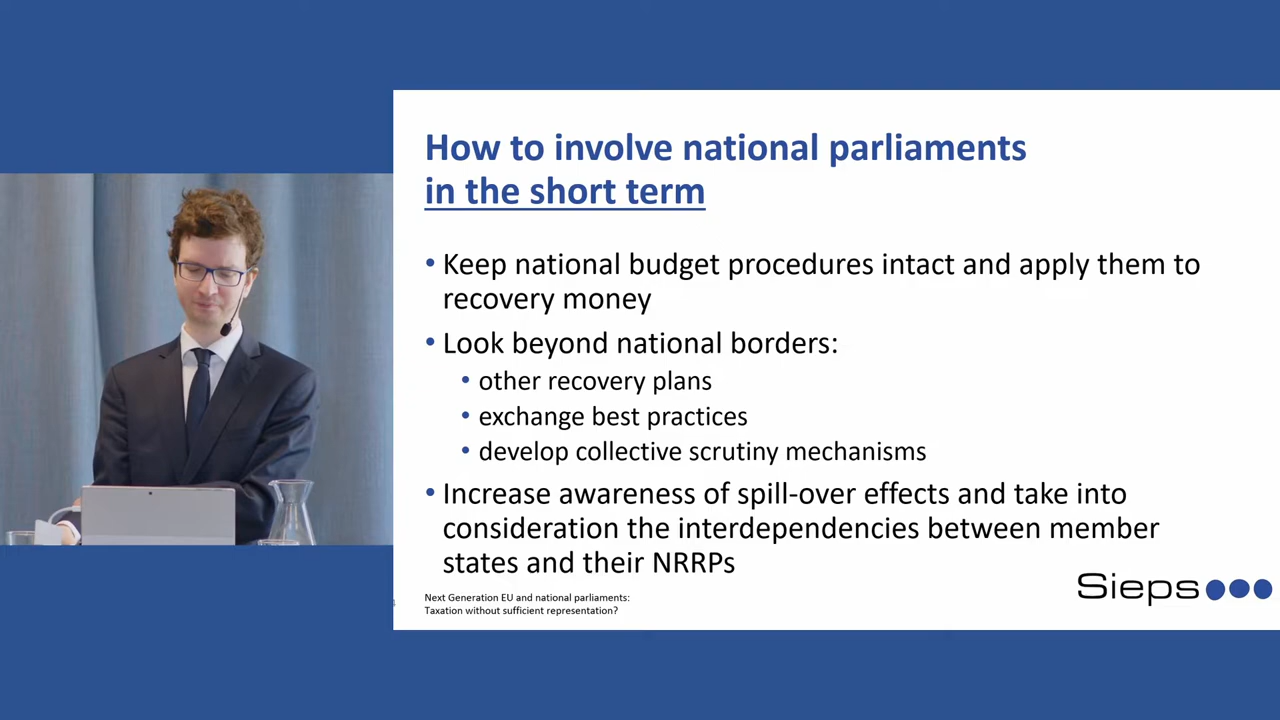 How to involve national parliaments
in the short term
• Keep national budget procedures intact and apply them to
recovery money
• Look beyond national borders:
• other recovery plans
• exchange best practices
• develop collective scrutiny mechanisms
• Increase awareness of spill-over effects and take into
consideration the interdependencies between member
states and their NRRPs
Next Generation EU and national parliaments:
Taxation without sufficient representation?
Sieps